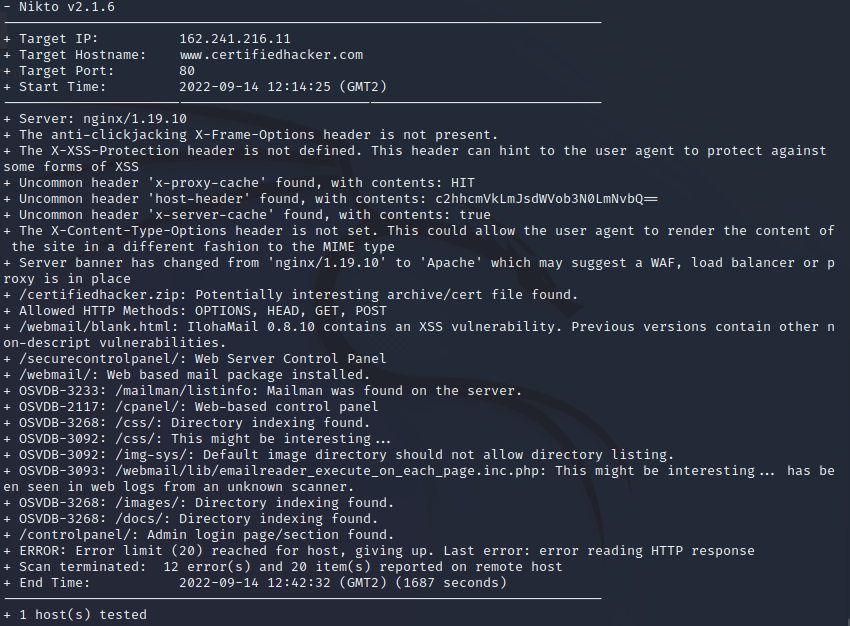 - Nikto v2.1.6
+ Target IP: 162.241.216.11
+ Target Hostname: www.certifiedhacker.com
+ Target Port: 80
+ Start Time: 2022-09-14 12:14:25 (GMT2)
+ Server: nginx/1.19.10
+ The anti-clickjacking X-Frame-Options header is not present.
+ The X-XSS-Protection header is not defined. This header can hint to the user agent to protect against
some forms of XSS
+ Uncommon header 'x-proxy-cache' found, with contents: HIT
+ Uncommon header 'host-header' found, with contents: c2hhcmVkLmJsdWVob3N0LmNvbQ==
+ Uncommon header 'x-server-cache' found, with contents: true
+ The X-Content-Type-Options header is not set. This could allow the user agent to render the content of
the site in a different fashion to the MIME type
+ Server banner has changed from 'nginx/1.19.10' to 'Apache' which may suggest a WAF, load balancer or p
roxy is in place
+ /certifiedhacker.zip: Potentially interesting archive/cert file found.
+ Allowed HTTP Methods: OPTIONS, HEAD, GET, POST
+ /webmail/blank.html: IlohaMail 0.8.10 contains an XSS vulnerability. Previous versions contain other n
on-descript vulnerabilities.
+ /securecontrolpanel/: Web Server Control Panel
+ /webmail/: Web based mail package installed.
+ OSVDB-3233: /mailman/listinfo: Mailman was found on the server.
+ OSVDB-2117: /cpanel/: Web-based control panel
+ OSVDB-3268: /css/: Directory indexing found.
+ OSVDB-3092: /css/: This might be interesting...
+ OSVDB-3092: /img-sys/: Default image directory should not allow directory listing.
+ OSVDB-3093: /webmail/lib/emailreader_execute_on_each_page.inc.php: This might be interesting... has be
en seen in web logs from an unknown scanner.
+ OSVDB-3268: /images/: Directory indexing found.
+ OSVDB-3268: /docs/: Directory indexing found.
+ /controlpanel/: Admin login page/section found.
+ ERROR: Error limit (20) reached for host, giving up. Last error: error reading HTTP response
+ Scan terminated: 12 error(s) and 20 item(s) reported on remote host
+ End Time: 2022-09-14 12:42:32 (GMT2) (1687 seconds)
+ 1 host(s) tested